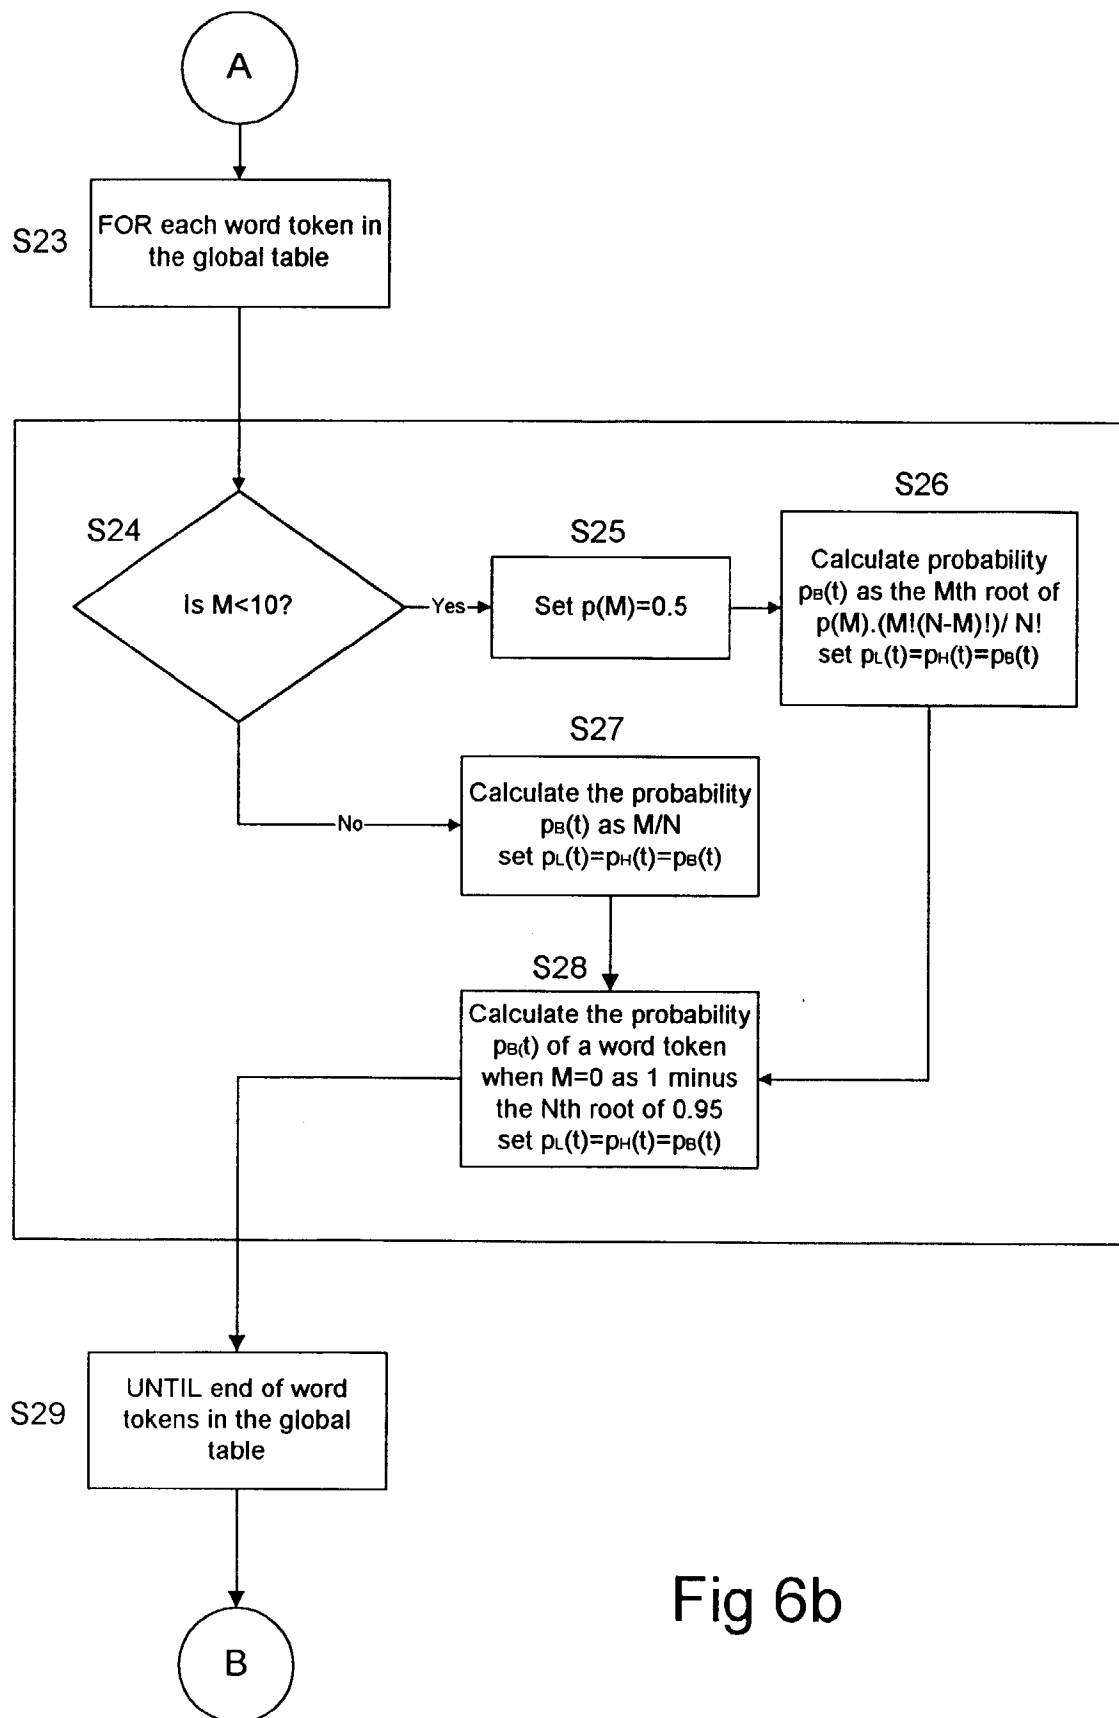 A
S23
FOR each word token in
the global table
S24
Is M<10?
Yes
S25
Set p(M)=0.5
S26
Calculate probability
pB(t) as the Mth root of
p(M).(M!(N-M)!)/ N!
set pL(t)=pH(t)=pB(t)
No
S27
Calculate the probability
pB(t) as M/N
set pL(t)=pH(t)=pB(t)
S28
Calculate the probability
pB(t) of a word token
when M=0 as 1 minus
the Nth root of 0.95
set pL(t)=pH(t)=pB(t)
S29
UNTIL end of word
tokens in the global
table
B
Fig 6b